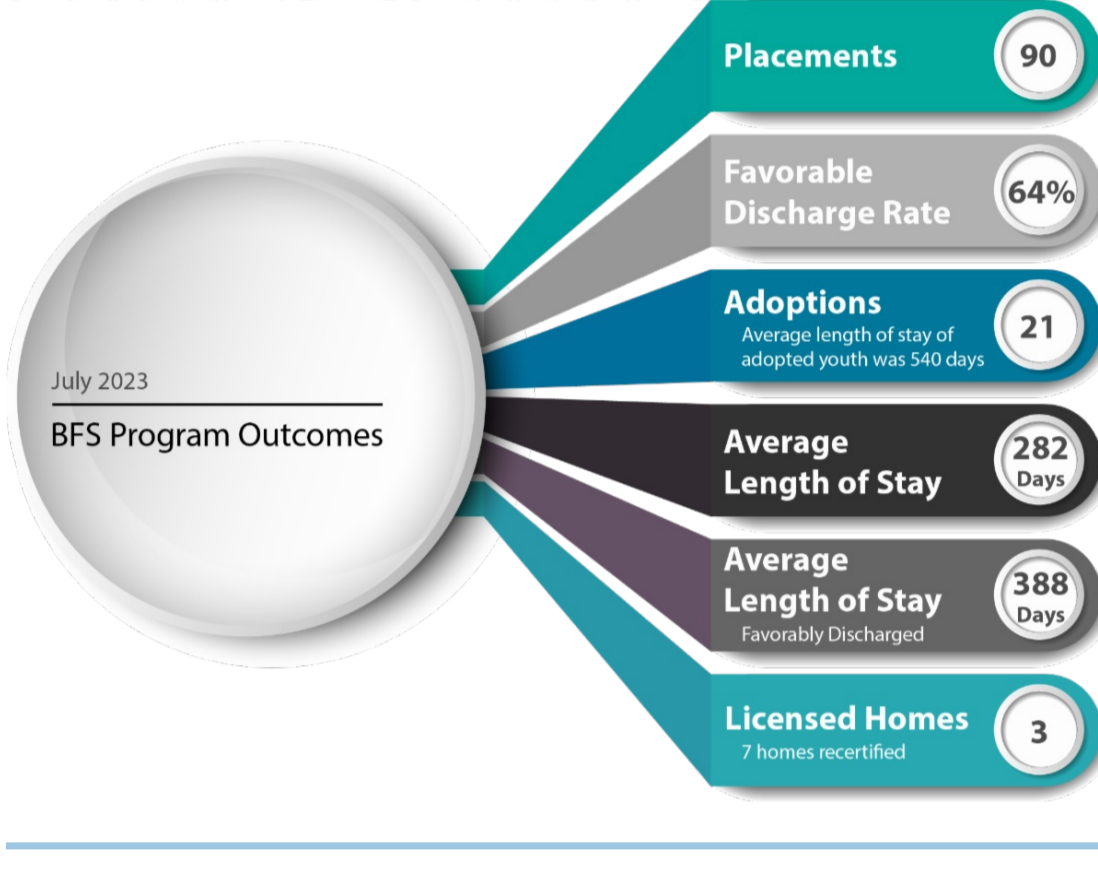 July 2023
BFS Program Outcomes
Placements
90
Favorable
Discharge Rate
64%
Adoptions
Average length of stay of
adopted youth was 540 days
21
Average
Length of Stay
282
Days
Average
Length of Stay
Favorably Discharged
388
Days
Licensed Homes
7 homes recertified
3